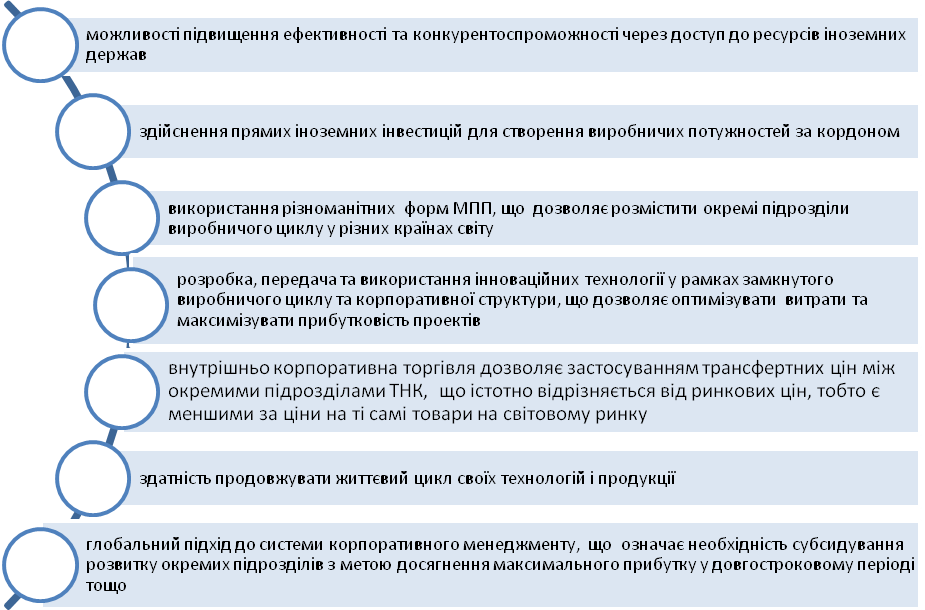 можливості підвищення ефективності та конкурентоспроможності через доступ до ресурсів іноземних
держав
здійснення прямих іноземних інвестицій для створення виробничих потужностей за кордоном
використання різноманітних форм МПП, що дозволяє розмістити окремі підрозділи
виробничого циклу у різних країнах світу
розробка, передача та використання інноваційних технології у рамках замкнутого
виробничого циклу та корпоративної структури, що дозволяє оптимізувати витрати та
максимізувати прибутковість проектів
внутрішньо корпоративна торгівля дозволяє застосуванням трансфертних цін між
окремими підрозділами ТНК, що істотно відрізняється від ринкових цін, тобто є
меншими за ціни на ті самі товари на світовому ринку
здатність продовжувати життєвий цикл своїх технологій і продукції
глобальний підхід до системи корпоративного менеджменту, що означає необхідність субсидування
розвитку окремих підрозділів з метою досягнення максимального прибутку у довгостроковому періоді
тощо